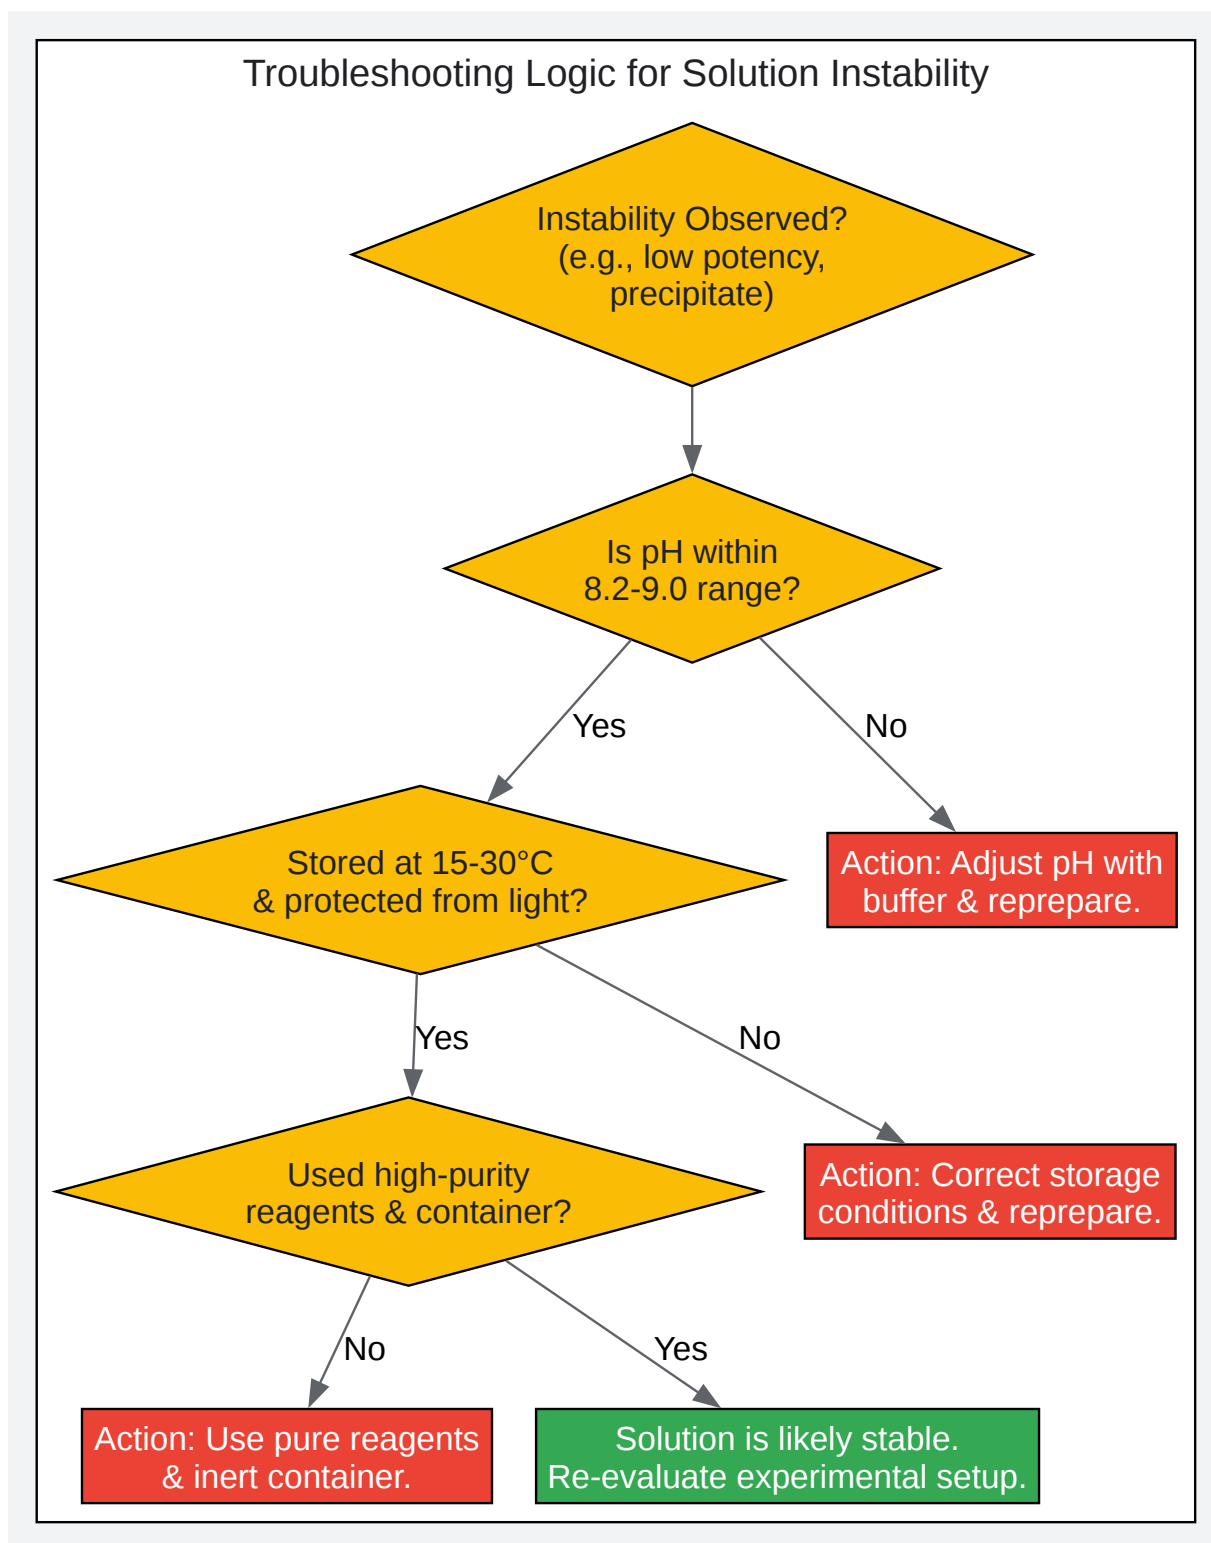 Troubleshooting Logic for Solution Instability
Instability Observed?
(e.g., low potency,
precipitate)
Is pH within
8.2-9.0 range?
Yes
No
Stored at 15-30°C
& protected from light?
Action: Adjust pH with
buffer & reprepare.
Yes
No
Used high-purity
reagents & container?
Action: Correct storage
conditions & reprepare.
No
Yes
Action: Use pure reagents
& inert container.
Solution is likely stable.
Re-evaluate experimental setup.